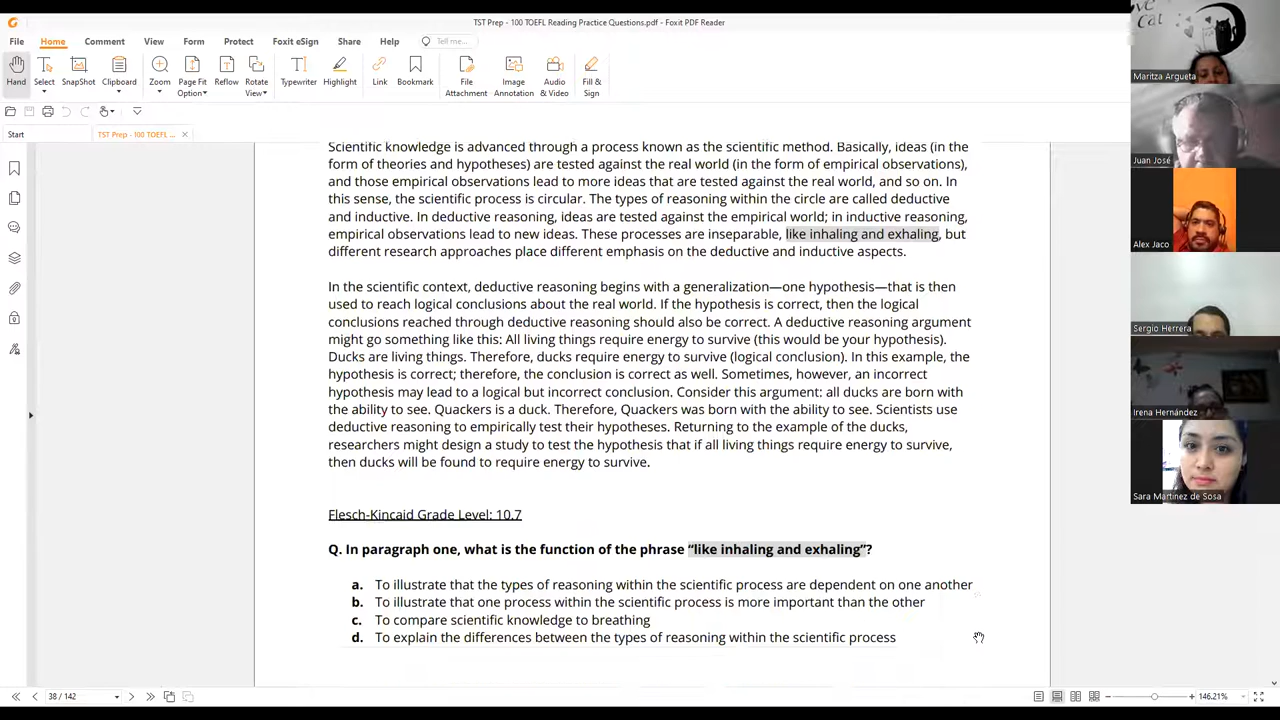 TST Prep - 100 TOEFL Reading Practice Questions.pdf - Foxit PDF Reader
File Home Comment View Form Protect Foxit eSign Share Help Tell me...
Hand Select SnapShot Clipboard Zoom Page Fit Option Reflow Rotate View Typewriter Highlight Link Bookmark File Attachment Image Annotation Audio & Video Fill & Sign
Start TST Prep - 100 TOEFL ...
Scientific knowledge is advanced through a process known as the scientific method. Basically, ideas (in the
form of theories and hypotheses) are tested against the real world (in the form of empirical observations),
and those empirical observations lead to more ideas that are tested against the real world, and so on. In
this sense, the scientific process is circular. The types of reasoning within the circle are called deductive
and inductive. In deductive reasoning, ideas are tested against the empirical world; in inductive reasoning,
empirical observations led to new ideas. These processes are inseparable, like inhaling and exhaling, but
different research approaches place different emphasis on the deductive and inductive aspects.
In the scientific context, deductive reasoning begins with a generalization—one hypothesis—that is then
used to reach logical conclusions about the real world. If the hypothesis is correct, then the logical
conclusions reached through deductive reasoning should also be correct. A deductive reasoning argument
might go something like this: All living things require energy to survive (this would be your hypothesis).
Ducks are living things. Therefore, ducks require energy to survive (logical conclusion). In this example, the
hypothesis is correct; therefore, the conclusion is correct as well. Sometimes, however, an incorrect
hypothesis may lead to a logical but incorrect conclusion. Consider this argument: all ducks are born with
the ability to see. Quackers is a duck. Therefore, Quackers was born with the ability to see. Scientists use
deductive reasoning to empirically test their hypotheses. Returning to the example of the ducks,
researchers might design a study to test the hypothesis that if all living things require energy to survive,
then ducks will be found to require energy to survive.
Flesch-Kincaid Grade Level: 10.7
Q. In paragraph one, what is the function of the phrase “like inhaling and exhaling”?
a. To illustrate that the types of reasoning within the scientific process are dependent on one another
b. To illustrate that one process within the scientific process is more important than the other
c. To compare scientific knowledge to breathing
d. To explain the differences between the types of reasoning within the scientific process
38 / 142
146.21%
Cat
Maritza Argueta
Juan José
Alex Jaco
Sergio Herrera
Irena Hernández
Sara Martinez de Sosa